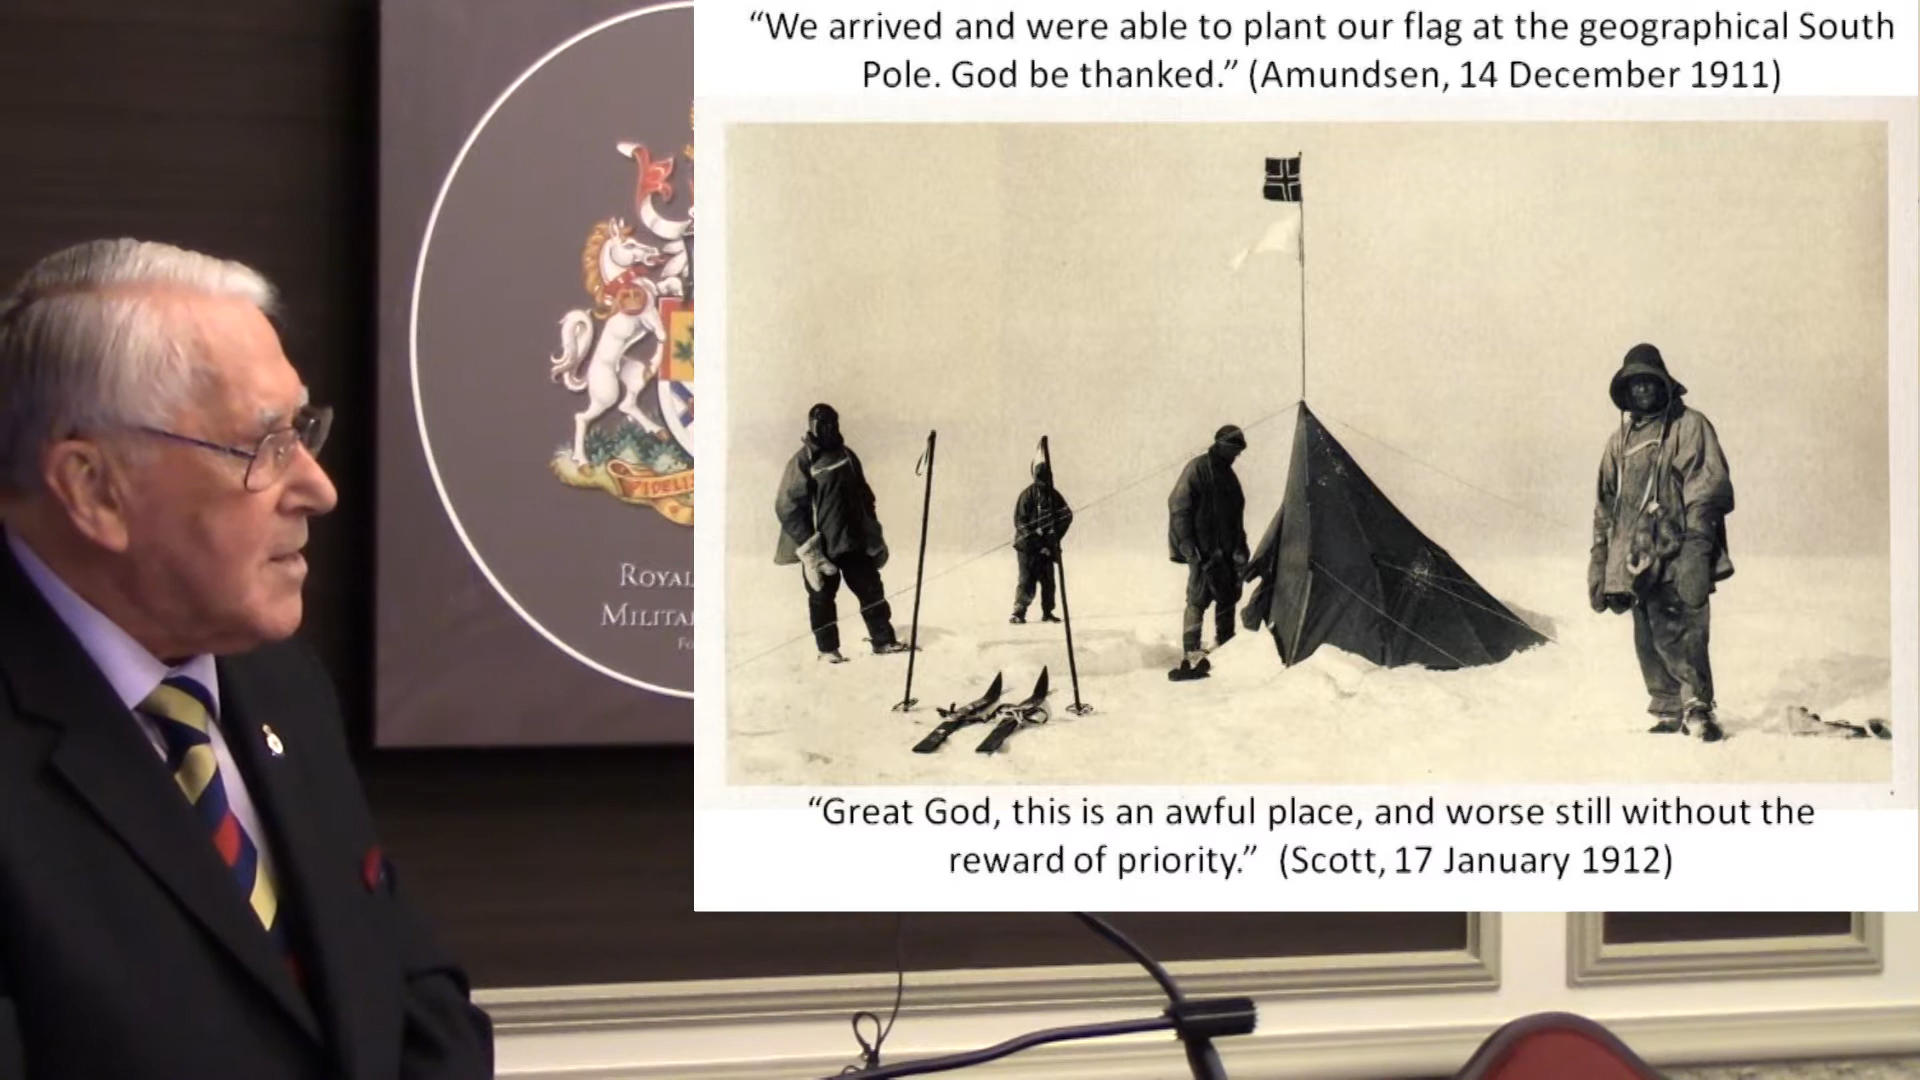 “We arrived and were able to plant our flag at the geographical South
Pole. God be thanked.” (Amundsen, 14 December 1911)
FIDELIS
ROYAL
MILITA
“Great God, this is an awful place, and worse still without the
reward of priority.”  (Scott, 17 January 1912)